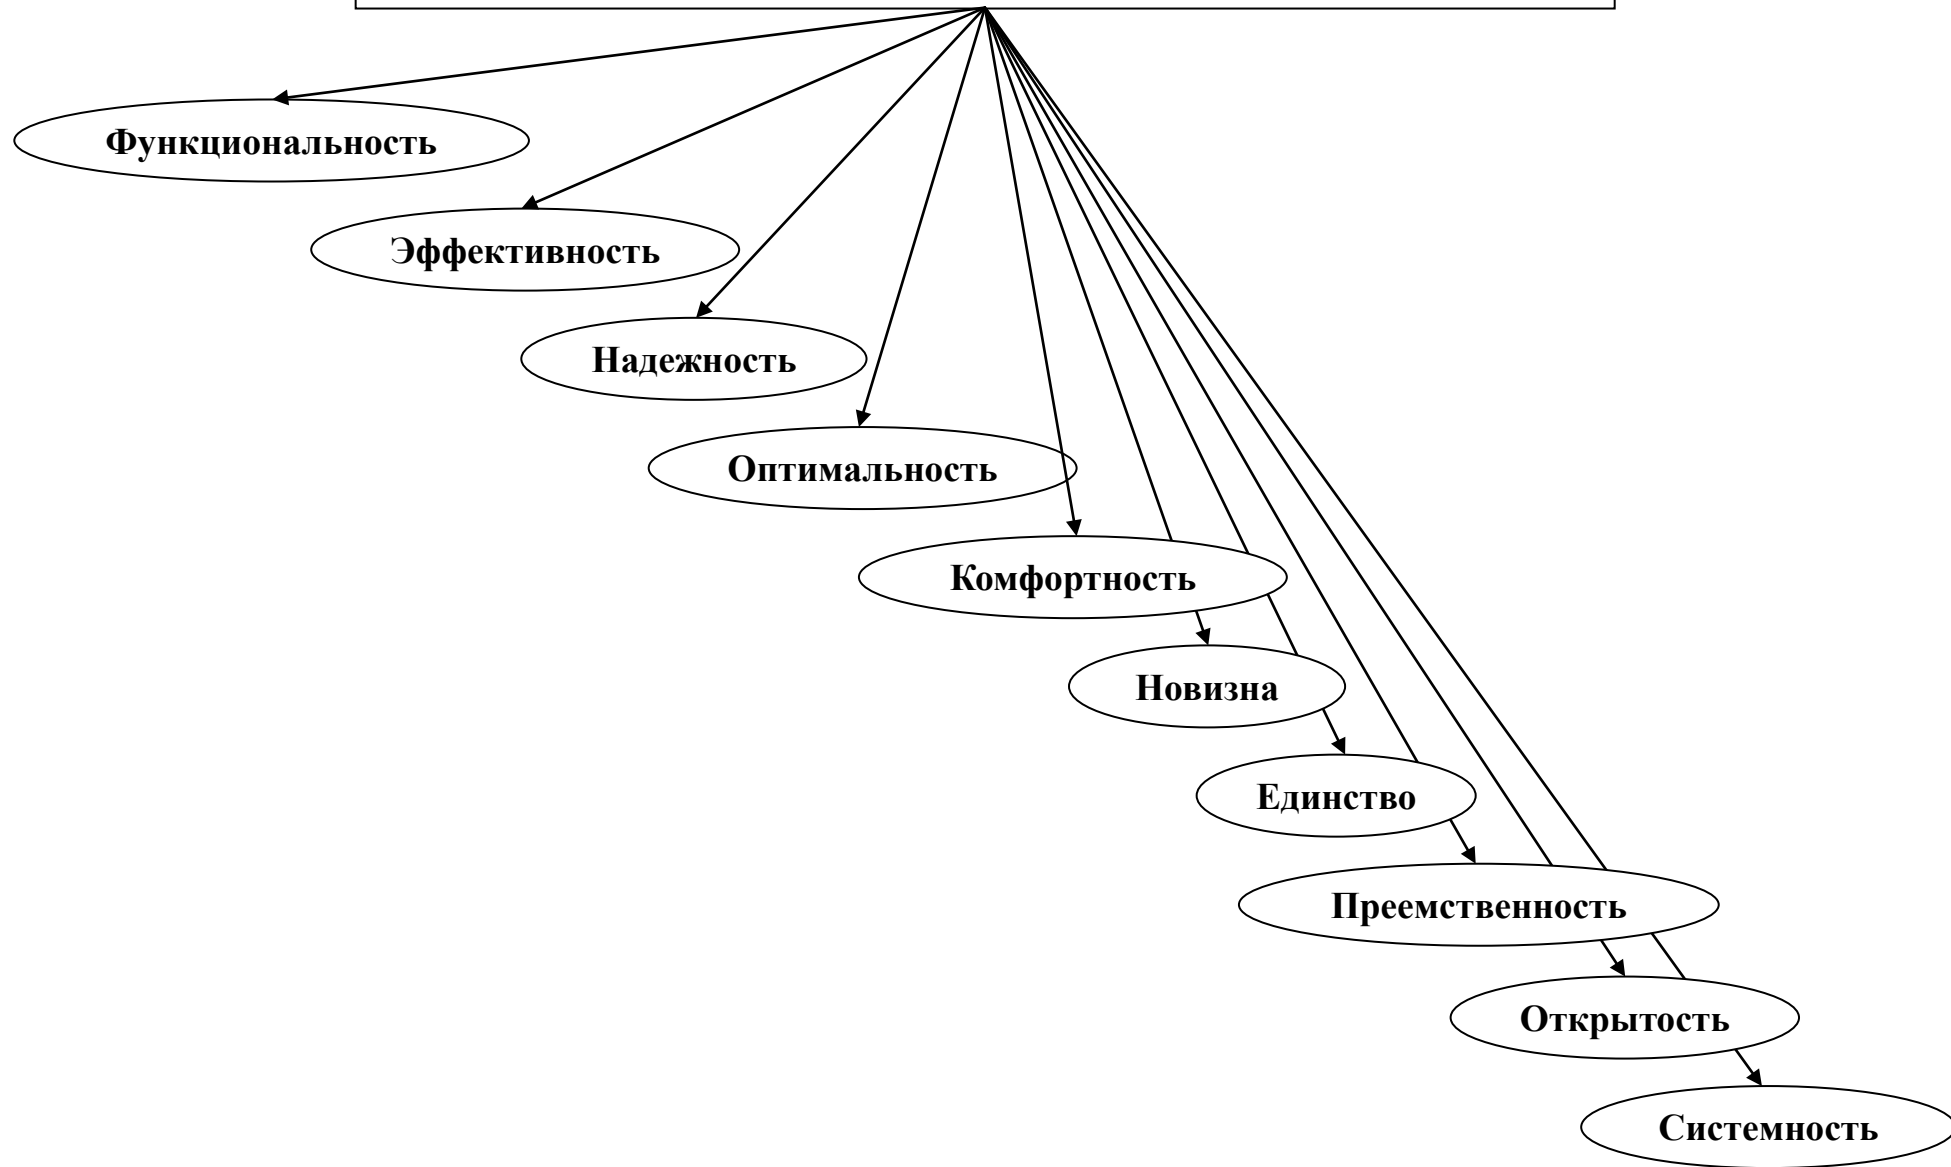 Функциональность
Эффективность
Надежность
Оптимальность
Комфортность
Новизна
Единство
Преемственность
Открытость
Системность